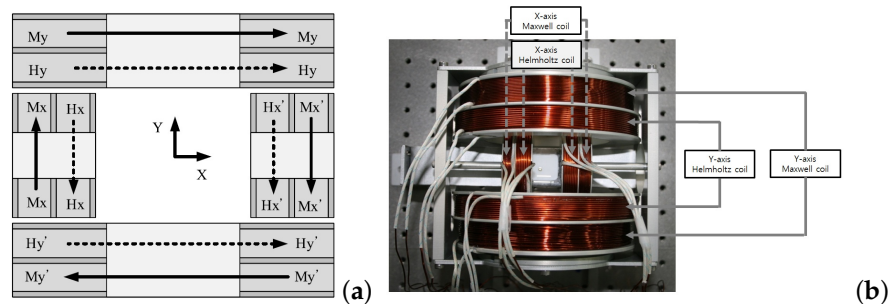 My My
Hy Hy
Mx Hx Hx' Mx'
Y
X
Mx Hx Hx' Mx'
Hy' Hy'
My' My'
(a)
X-axis
Maxwell coil
X-axis
Helmholtz coil
Y-axis
Helmholtz coil
Y-axis
Maxwell coil
(b)